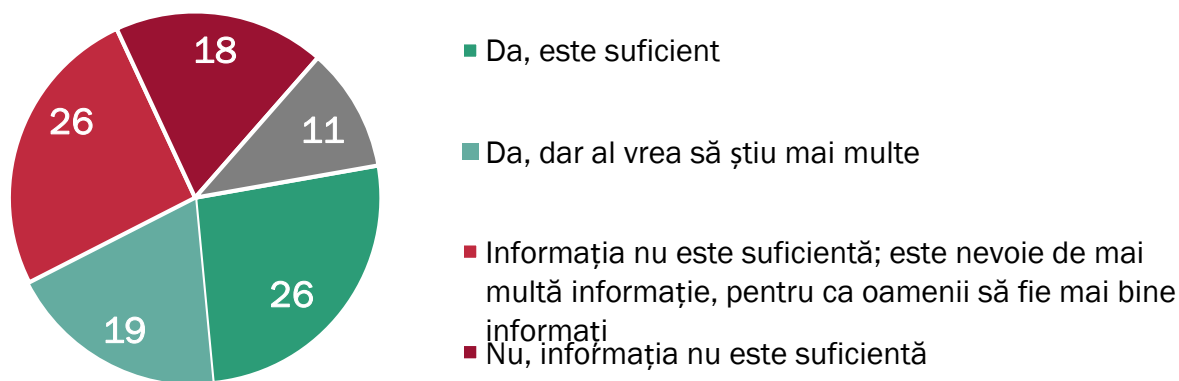 18
26
11
26
19
Da, este suficient
Da, dar al vrea să știu mai multe
Informația nu este suficientă; este nevoie de mai
multă informație, pentru ca oamenii să fie mai bine
informați
Nu, informația nu este suficientă